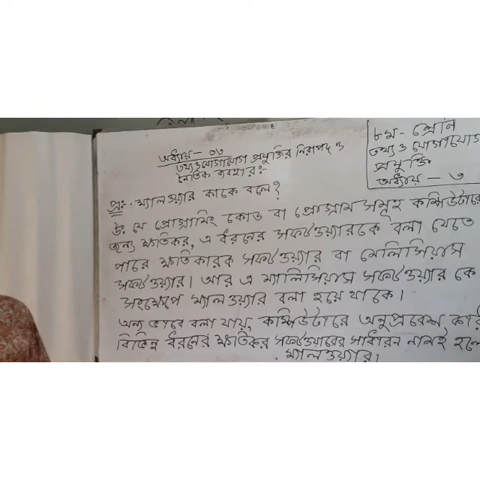 ৮ম - শ্রেণি
তথ্য ও যোগাযোগ
প্রযুক্তি
অধ্যায় - ৩
অধ্যায় - ০৩
তথ্য ও যোগাযোগ প্রযুক্তির নিরাপদ ও
নৈতিক ব্যবহার:
প্রঃ- ম্যালওয়্যার কাকে বলে?
উঃ যে প্রোগ্রামিং কোড বা প্রোগ্রাম সমূহ কম্পিউটারের
জন্য ক্ষতিকর, এ ধরনের সফটওয়্যারকে বলা যেতে
পারে ক্ষতিকারক সফটওয়্যার বা মেলিসিয়াস
সফটওয়্যার। আর এ ম্যালিসিয়াস সফটওয়্যার কে
সংক্ষেপে ম্যালওয়্যার বলা হয়ে থাকে।
অন্য ভাবে বলা যায়, কম্পিউটারে অনুপ্রবেশ কারী
বিভিন্ন ধরনের ক্ষতিকর সফটওয়্যারের সাধারন নামই হলো
ম্যালওয়্যার।